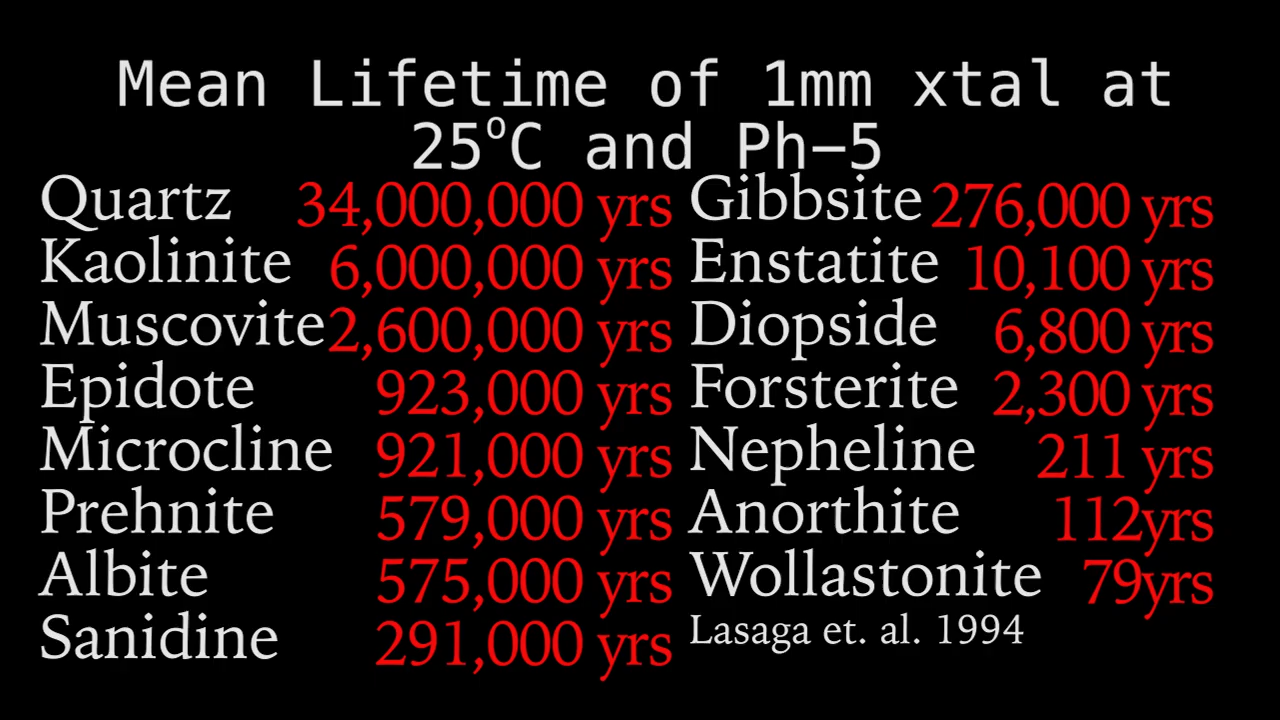 Mean Lifetime of 1mm xtal at
25ºC and Ph–5
Quartz 34,000,000 yrs
Kaolinite 6,000,000 yrs
Muscovite 2,600,000 yrs
Epidote 923,000 yrs
Microcline 921,000 yrs
Prehnite 579,000 yrs
Albite 575,000 yrs
Sanidine 291,000 yrs
Gibbsite 276,000 yrs
Enstatite 10,100 yrs
Diopside 6,800 yrs
Forsterite 2,300 yrs
Nepheline 211 yrs
Anorthite 112yrs
Wollastonite 79yrs
Lasaga et. al. 1994